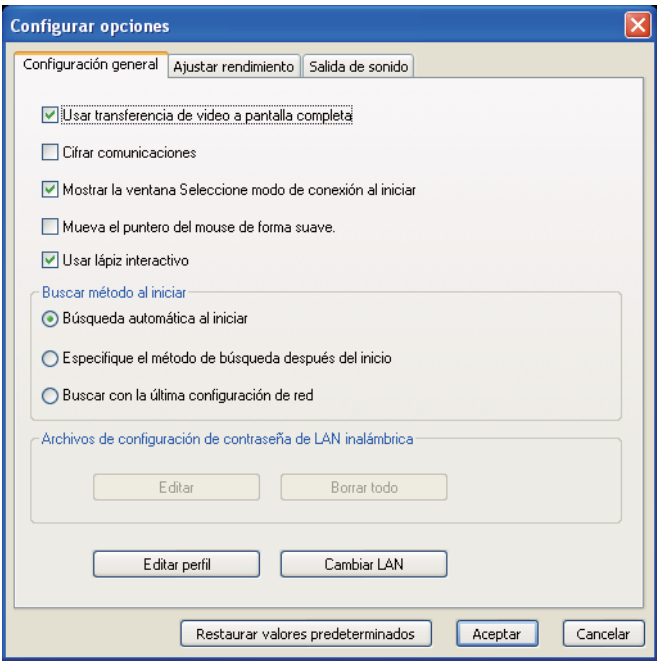 Configurar opciones
Configuración general
Ajustar rendimiento
Salida de sonido
Usar transferencia de video a pantalla completa
Cifrar comunicaciones
Mostrar la ventana Seleccione modo de conexión al iniciar
Mueva el puntero del mouse de forma suave.
Usar lápiz interactivo
Buscar método al iniciar
Búsqueda automática al iniciar
Especifique el método de búsqueda después del inicio
Buscar con la última configuración de red
Archivos de configuración de contraseña de LAN inalámbrica
Editar
Borrar todo
Editar perfil
Cambiar LAN
Restaurar valores predeterminados
Aceptar
Cancelar